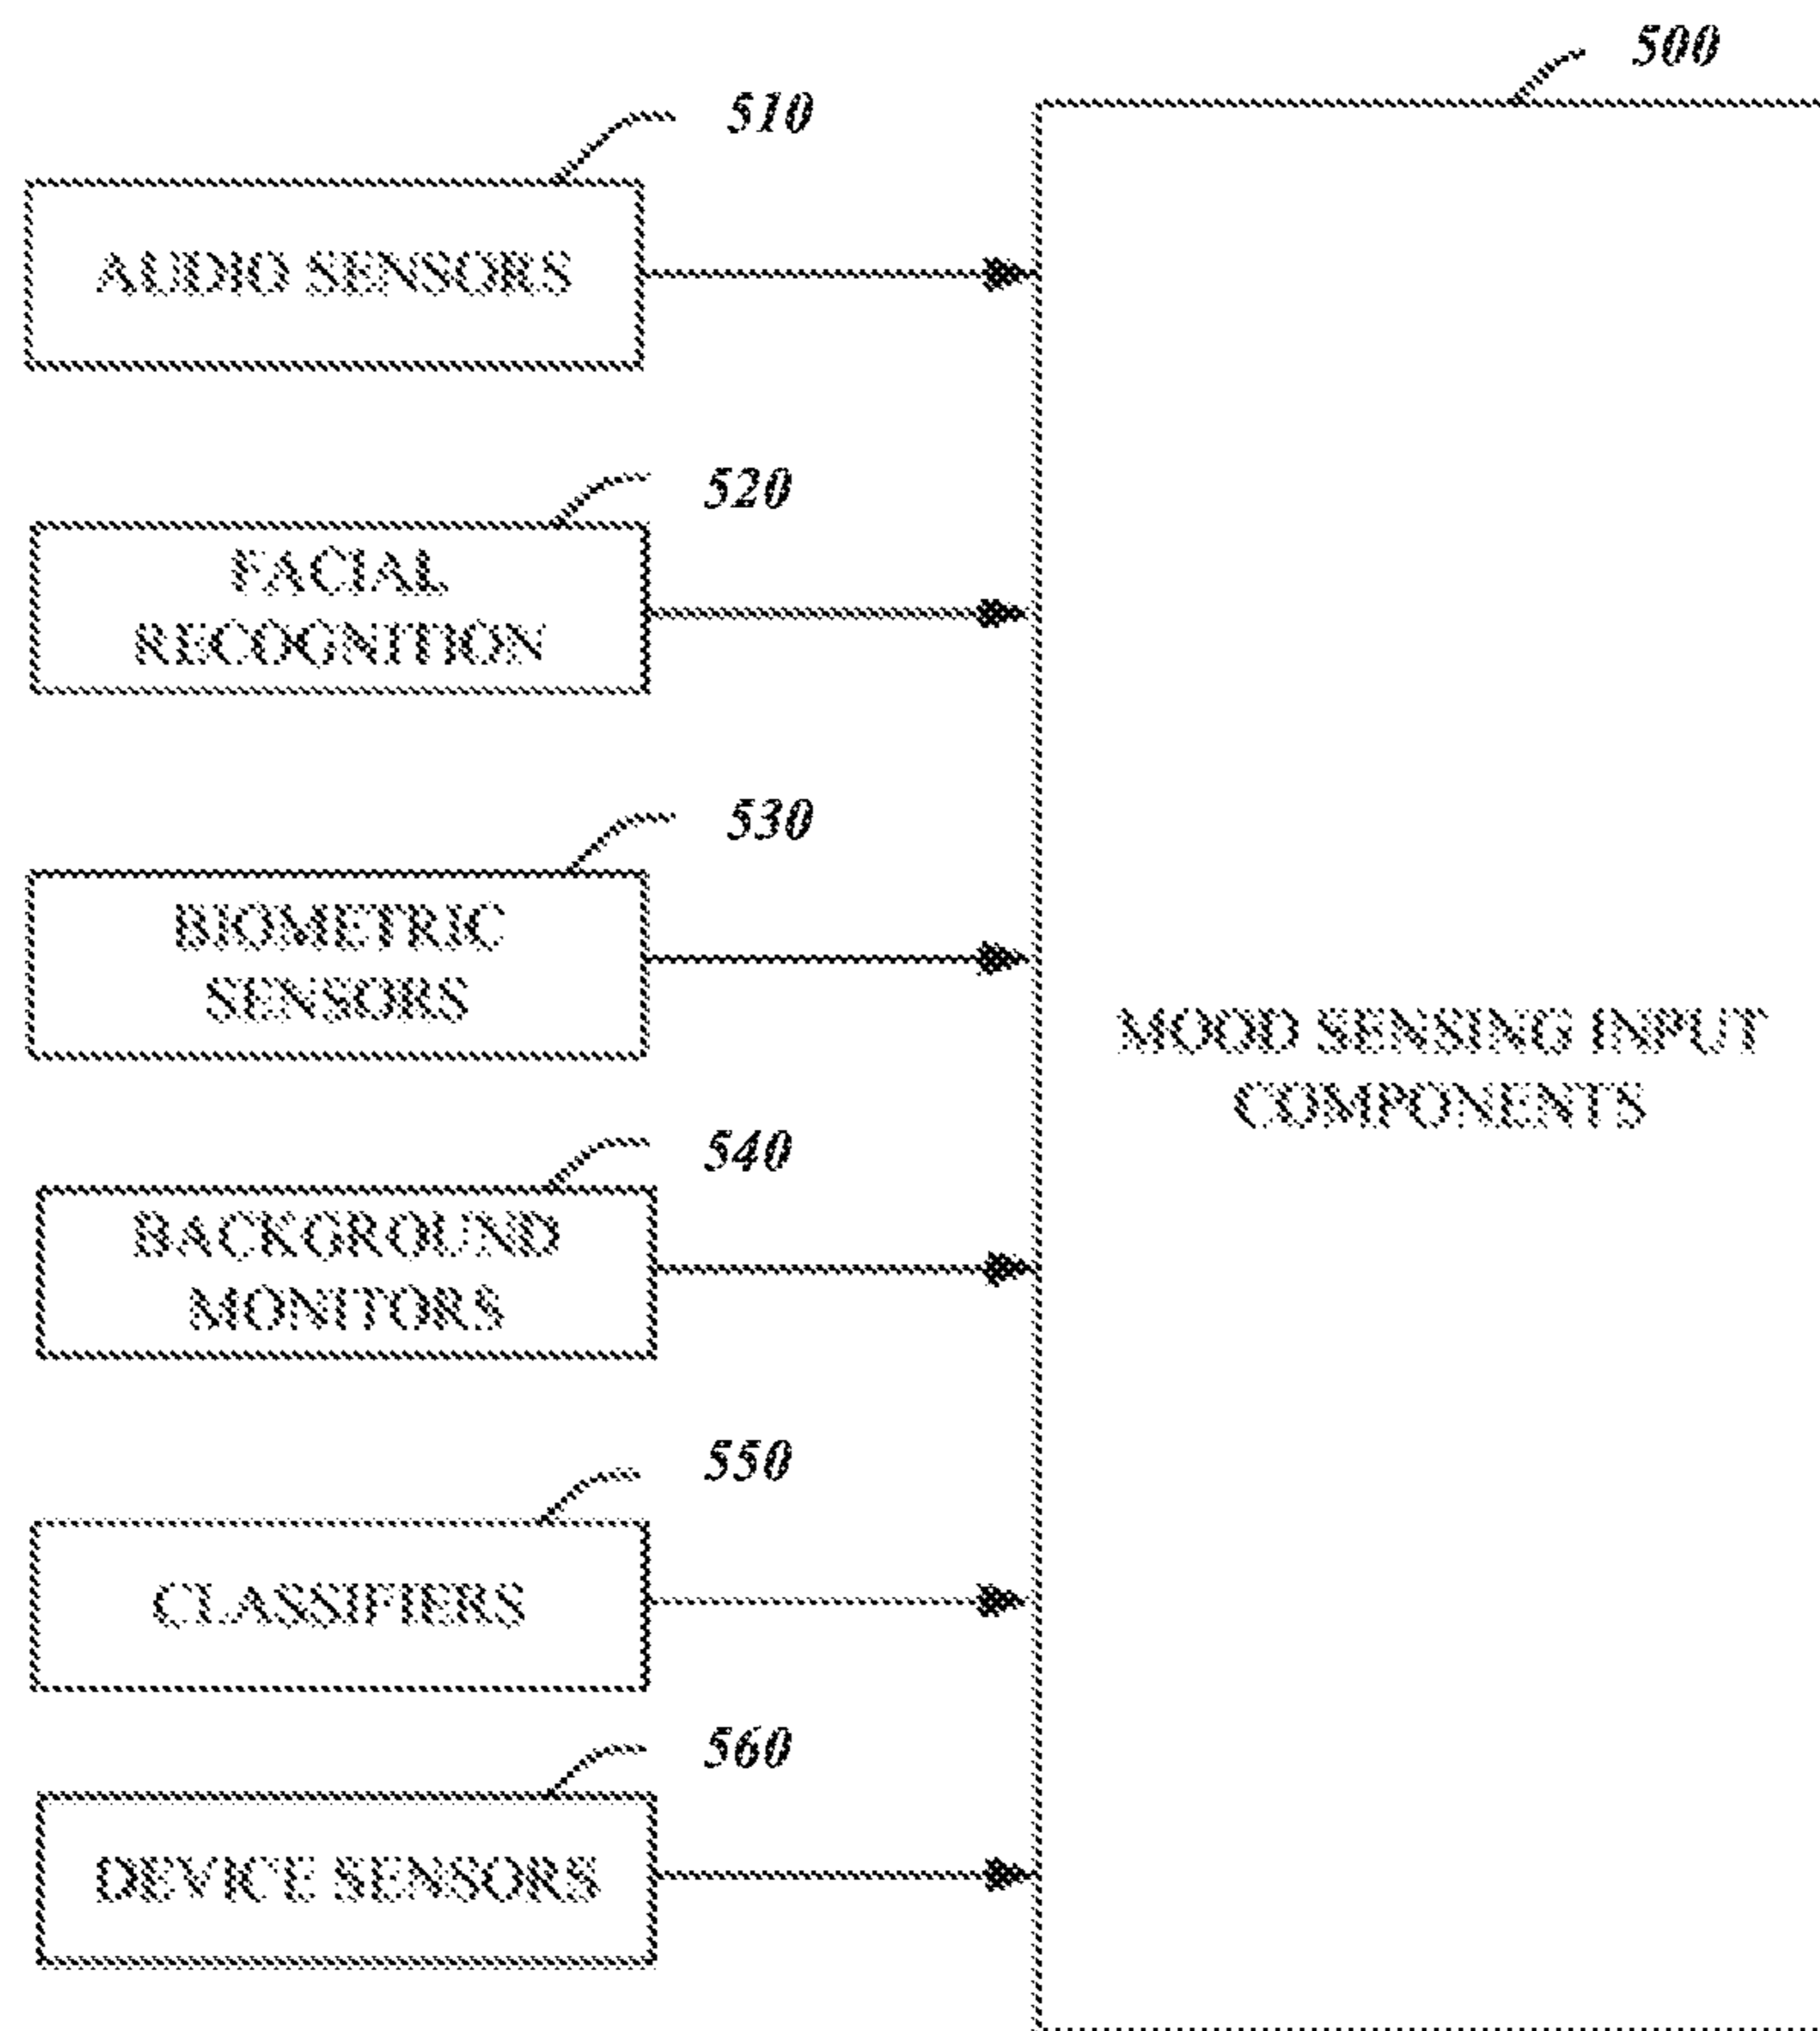 500
510
AUDIO SENSORS
520
FACIAL
RECOGNITION
530
BIOMETRIC
SENSORS
MOOD SENSING INPUT
COMPONENTS
540
BACKGROUND
MONITORS
550
CLASSIFIERS
560
DEVICE SENSORS